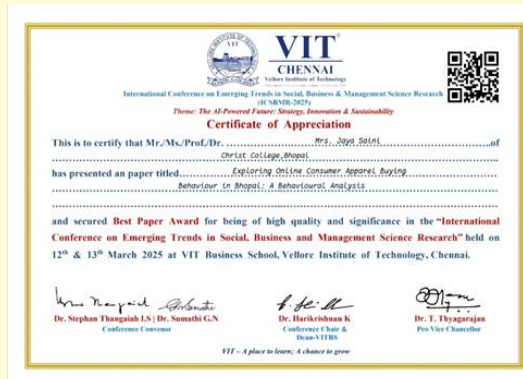 VIT
VIT®
CHENNAI
Vellore Institute of Technology
International Conference on Emerging Trends in Social, Business & Management Science Research
(ICSBMR-2025)
Theme: The AI-Powered Future: Strategy, Innovation & Sustainability
Certificate of Appreciation
This is to certify that Mr./Ms./Prof./Dr. Mrs. Jaya Saini of
Christ College,Bhopal
has presented an paper titled Exploring Online Consumer Apparel Buying
Behaviour in Bhopal: A Behavioural Analysis
and secured Best Paper Award for being of high quality and significance in the "International
Conference on Emerging Trends in Social, Business and Management Science Research" held on
12th & 13th March 2025 at VIT Business School, Vellore Institute of Technology, Chennai.
Dr. Stephan Thangaiah I.S | Dr. Sumathi G.N
Conference Convenor
Dr. Harikrishnan K
Conference Chair &
Dean-VITBS
Dr. T. Thyagarajan
Pro Vice Chancellor
VIT – A place to learn; A chance to grow